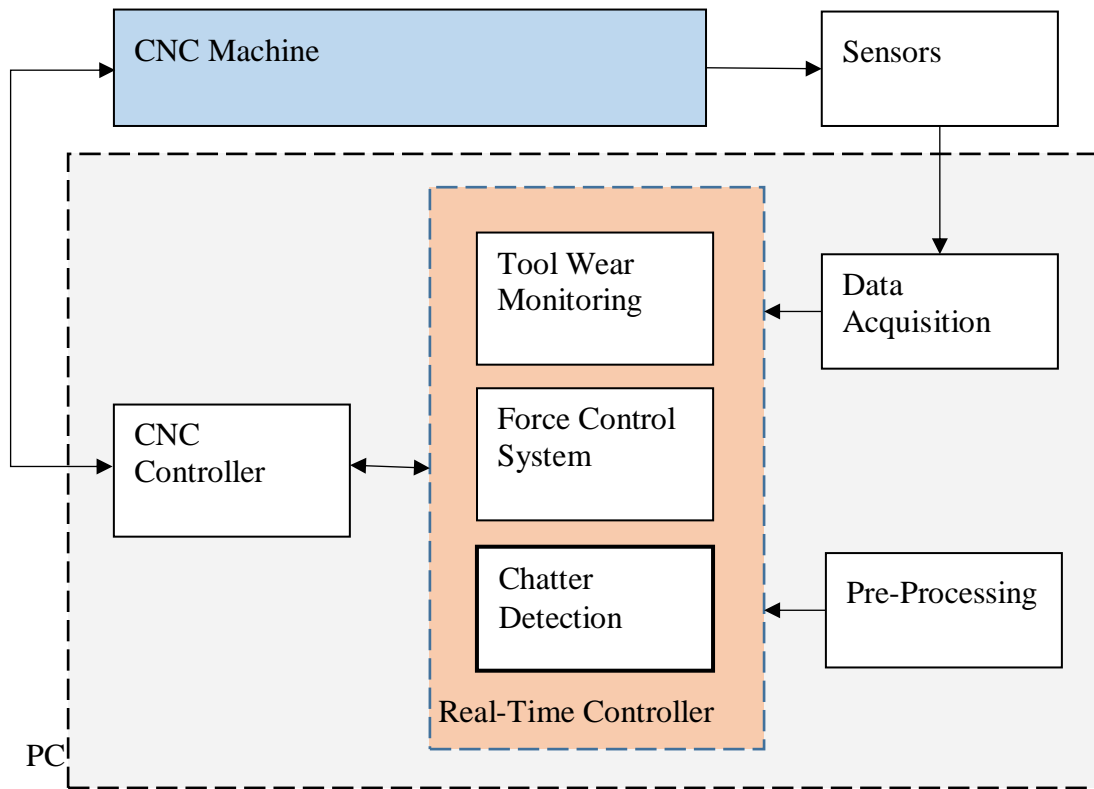 CNC Machine
Sensors
Tool Wear
Monitoring
Data
Acquisition
CNC
Controller
Force Control
System
Chatter
Detection
Pre-Processing
Real-Time Controller
PC